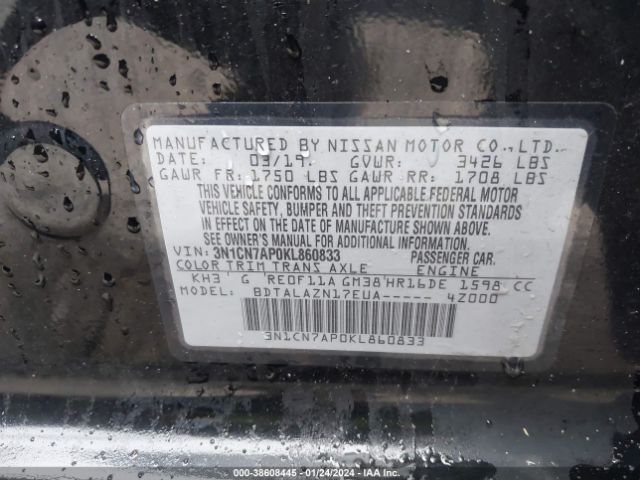 MANUFACTURED BY NISSAN MOTOR CO., LTD.
DATE: 03/19 GVWR: 3426 LBS
GAWR FR: 1750 LBS GAWR RR: 1708 LBS
THIS VEHICLE CONFORMS TO ALL APPLICABLE FEDERAL MOTOR
VEHICLE SAFETY, BUMPER AND THEFT PREVENTION STANDARDS
IN EFFECT ON THE DATE OF MANUFACTURE SHOWN ABOVE.
SEE OWNER'S MANUAL FOR ADDITIONAL INFORMATION.
VIN: 3N1CN7AP0KL860833 PASSENGER CAR.
COLOR TRIM TRANS AXLE ENGINE
KH3 G RE0F11A GM38 HR16DE 1598 CC
MODEL: BDTALAZN17EUA----- 4Z000
3N1CN7AP0KL860833
000-38608445 - 01/24/2024 - IAA Inc.